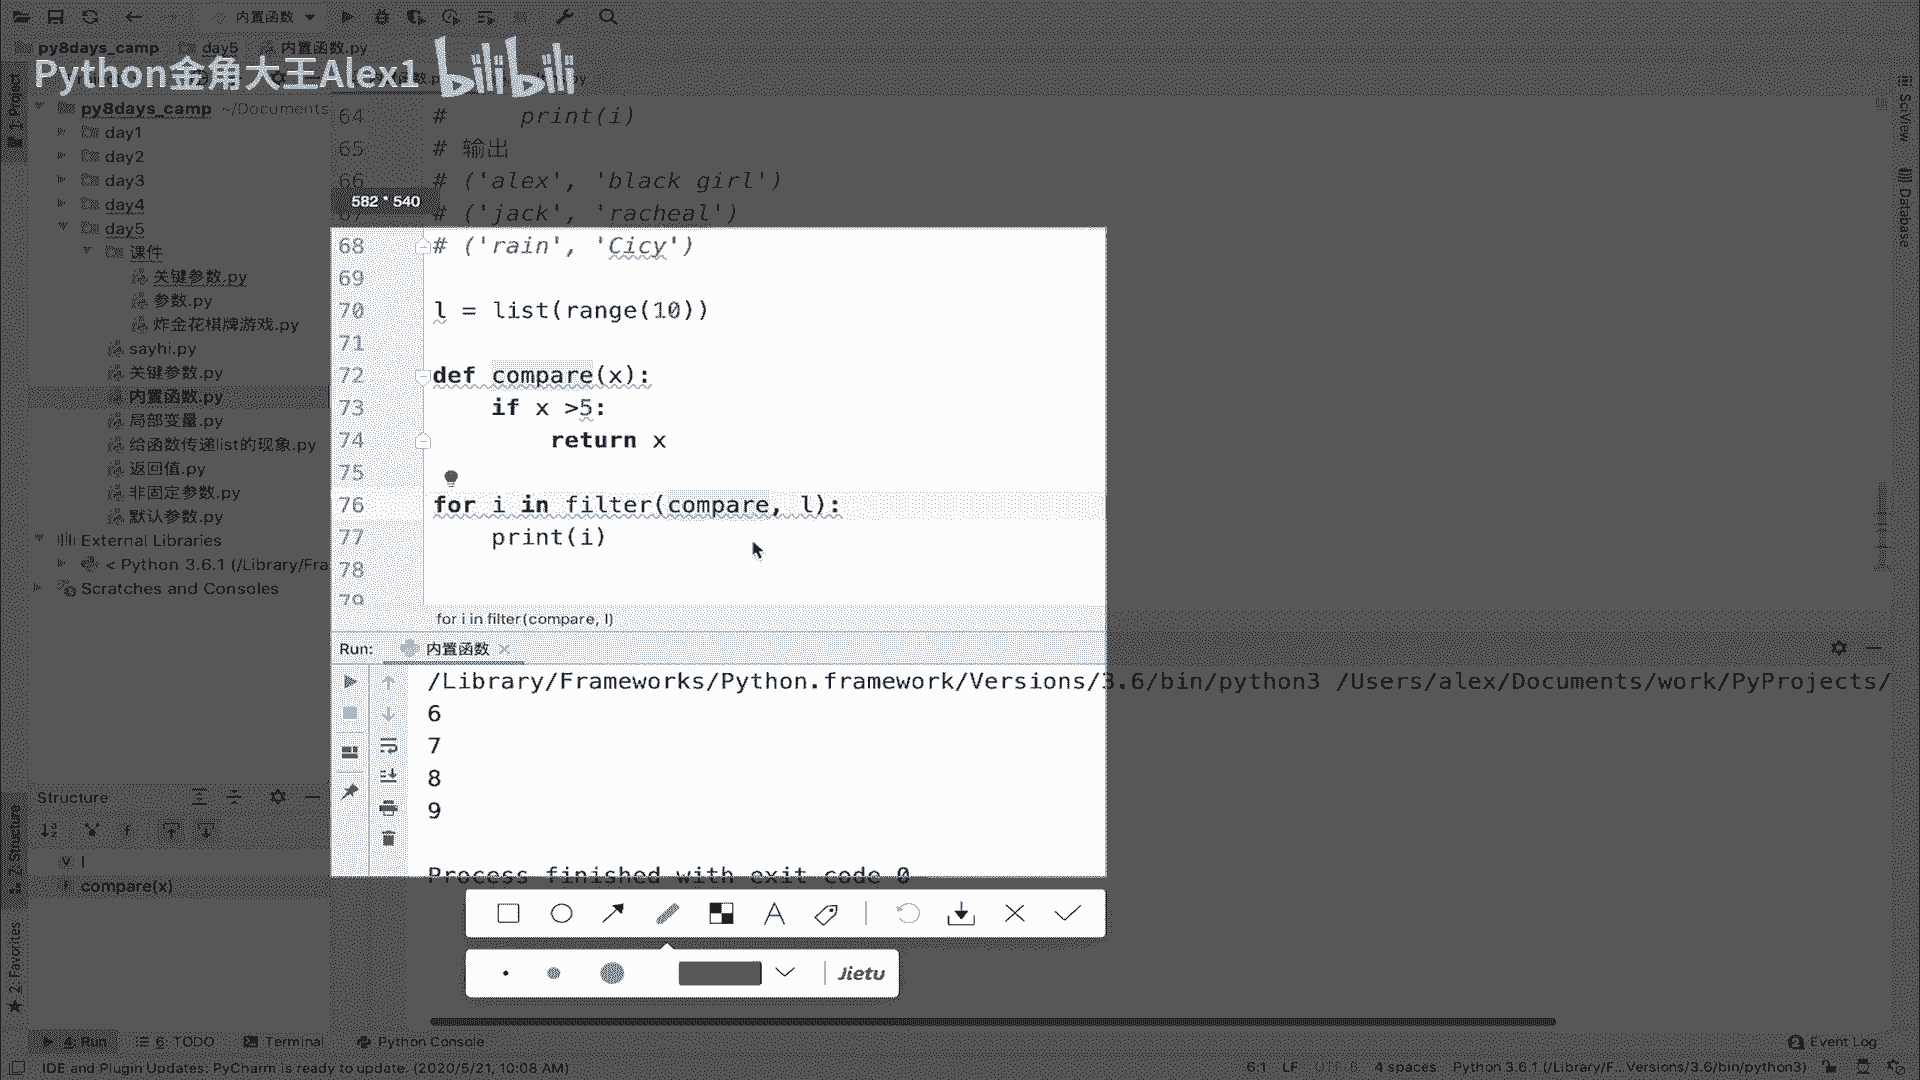 内置函数
py8days_camp day5 内置函数.py
Python金角大王Alex1 bilibili
1: Project
py8days_camp ~/Documents
day1
day2
day3
day4
day5
课件
关键参数.py
参数.py
炸金花棋牌游戏.py
sayhi.py
关键参数.py
内置函数.py
局部变量.py
给函数传递list的现象.py
返回值.py
非固定参数.py
默认参数.py
External Libraries
< Python 3.6.1 (/Library/Fra
Scratches and Consoles
64 #     print(i)
65 # 输出
66 # ('alex', 'black girl')
582 * 540
67 # ('jack', 'racheal')
68 # ('rain', 'Cicy')
69
70 l = list(range(10))
71
72 def compare(x):
73     if x >5:
74         return x
75
76 for i in filter(compare, l):
77     print(i)
78
79
for i in filter(compare, l)
SciView
Database
Run: 内置函数
/Library/Frameworks/Python.framework/Versions/3.6/bin/python3 /Users/alex/Documents/work/PyProjects/
6
7
8
9
Process finished with exit code 0
Structure
l
compare(x)
7: Structure
2: Favorites
A
Jietu
4: Run 6: TODO Terminal Python Console Event Log
IDE and Plugin Updates: PyCharm is ready to update. (2020/5/21, 10:08 AM) 6:1 LF UTF-8 4 spaces Python 3.6.1 (/Library/F...Versions/3.6/bin/python3)